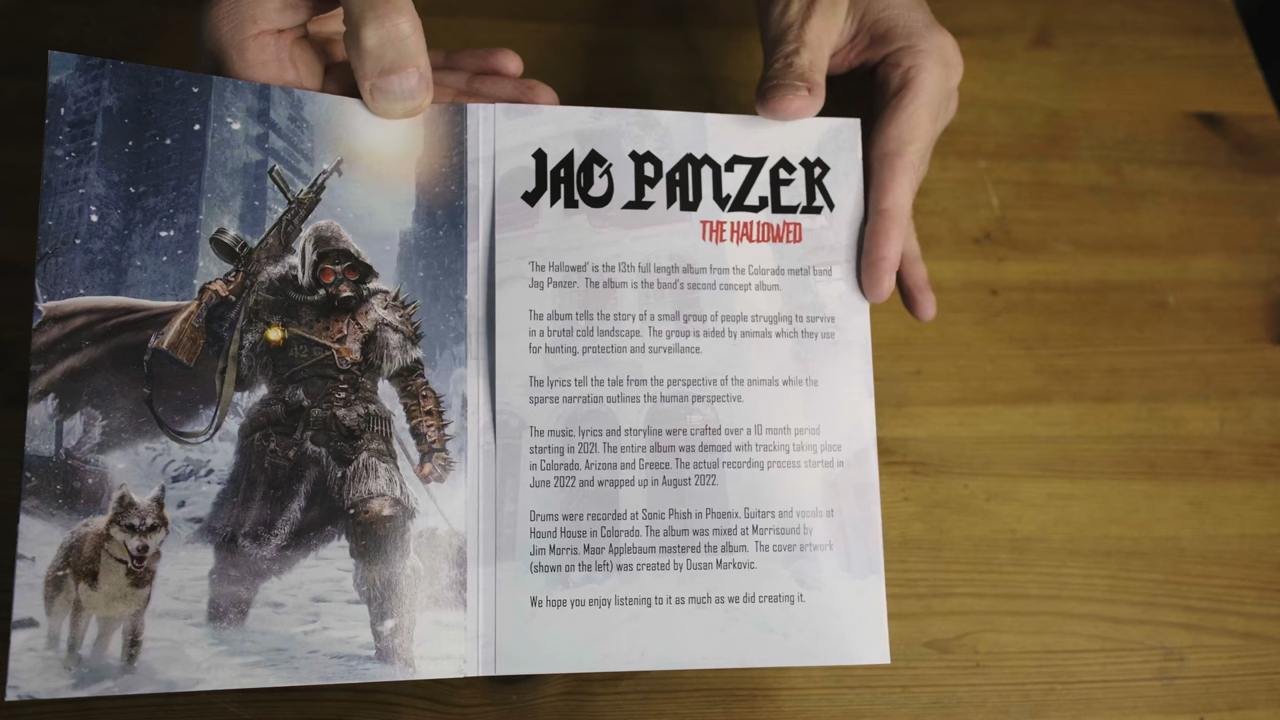 JAG PANZER
THE HALLOWED
'The Hallowed' is the 13th full length album from the Colorado metal band
Jag Panzer. The album is the band's second concept album.
The album tells the story of a small group of people struggling to survive
in a brutal cold landscape. The group is aided by animals which they use
for hunting, protection and surveillance.
The lyrics tell the tale from the perspective of the animals while the
sparse narration outlines the human perspective.
The music, lyrics and storyline were crafted over a 10 month period
starting in 2021. The entire album was demoed with tracking taking place
in Colorado, Arizona and Greece. The actual recording process started in
June 2022 and wrapped up in August 2022.
Drums were recorded at Sonic Phish in Phoenix. Guitars and vocals at
Hound House in Colorado. The album was mixed at Morrisound by
Jim Morris. Maor Applebaum mastered the album. The cover artwork
(shown on the left) was created by Dusan Markovic.
We hope you enjoy listening to it as much as we did creating it.